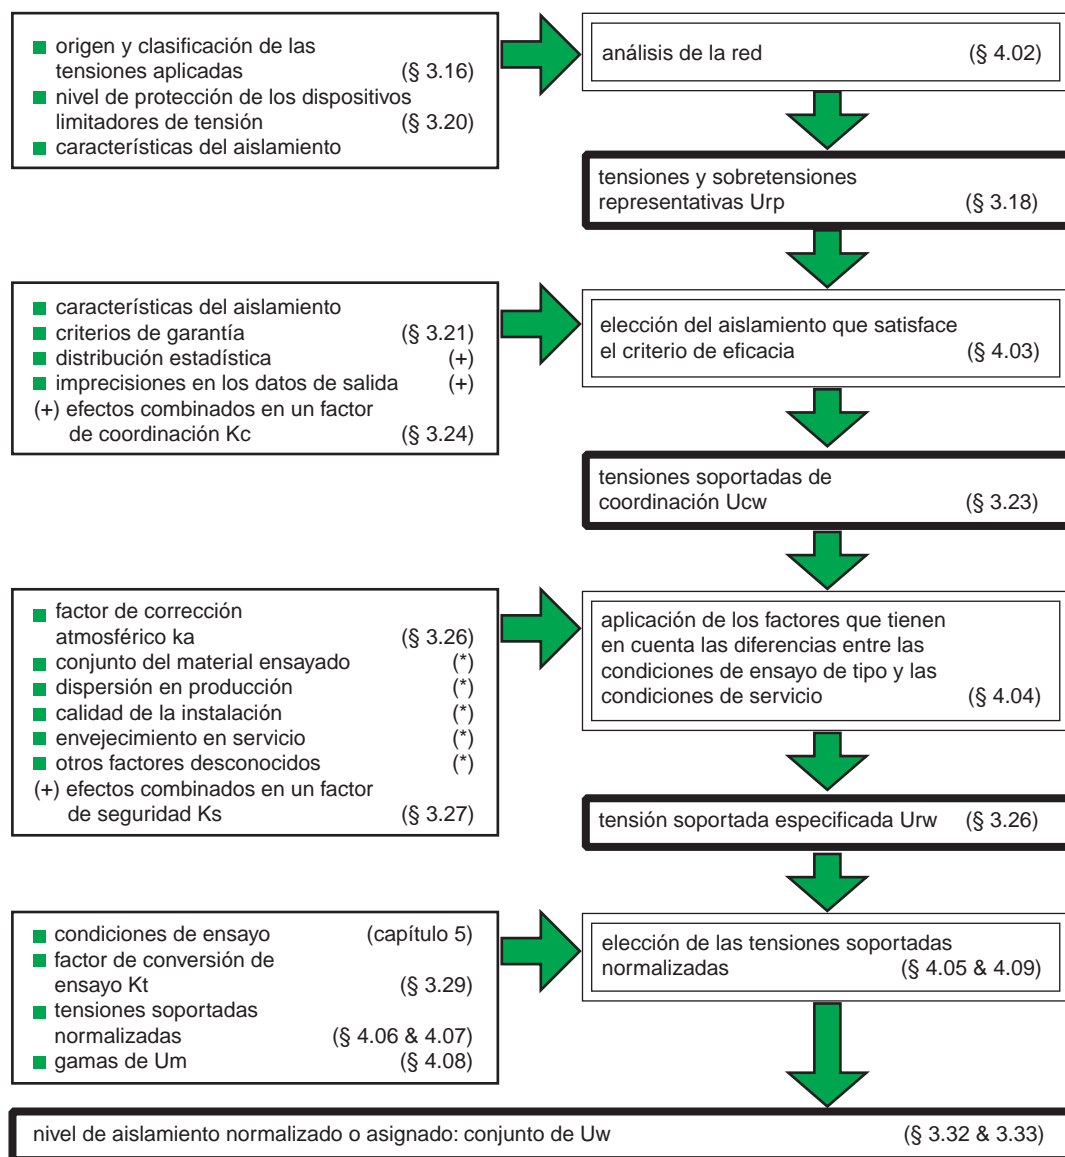 origen y clasificación de las
tensiones aplicadas (§ 3.16)
nivel de protección de los dispositivos
limitadores de tensión (§ 3.20)
características del aislamiento
análisis de la red (§ 4.02)
tensiones y sobretensiones
representativas Urp (§ 3.18)
características del aislamiento
criterios de garantía (§ 3.21)
distribución estadística (+)
imprecisiones en los datos de salida (+)
(+) efectos combinados en un factor
de coordinación Kc (§ 3.24)
elección del aislamiento que satisface
el criterio de eficacia (§ 4.03)
tensiones soportadas de
coordinación Ucw (§ 3.23)
factor de corrección
atmosférico ka (§ 3.26)
conjunto del material ensayado (*)
dispersión en producción (*)
calidad de la instalación (*)
envejecimiento en servicio (*)
otros factores desconocidos (*)
(+) efectos combinados en un factor
de seguridad Ks (§ 3.27)
aplicación de los factores que tienen
en cuenta las diferencias entre las
condiciones de ensayo de tipo y las
condiciones de servicio (§ 4.04)
tensión soportada especificada Urw (§ 3.26)
condiciones de ensayo (capítulo 5)
factor de conversión de
ensayo Kt (§ 3.29)
tensiones soportadas
normalizadas (§ 4.06 & 4.07)
gamas de Um (§ 4.08)
elección de las tensiones soportadas
normalizadas (§ 4.05 & 4.09)
nivel de aislamiento normalizado o asignado: conjunto de Uw (§ 3.32 & 3.33)